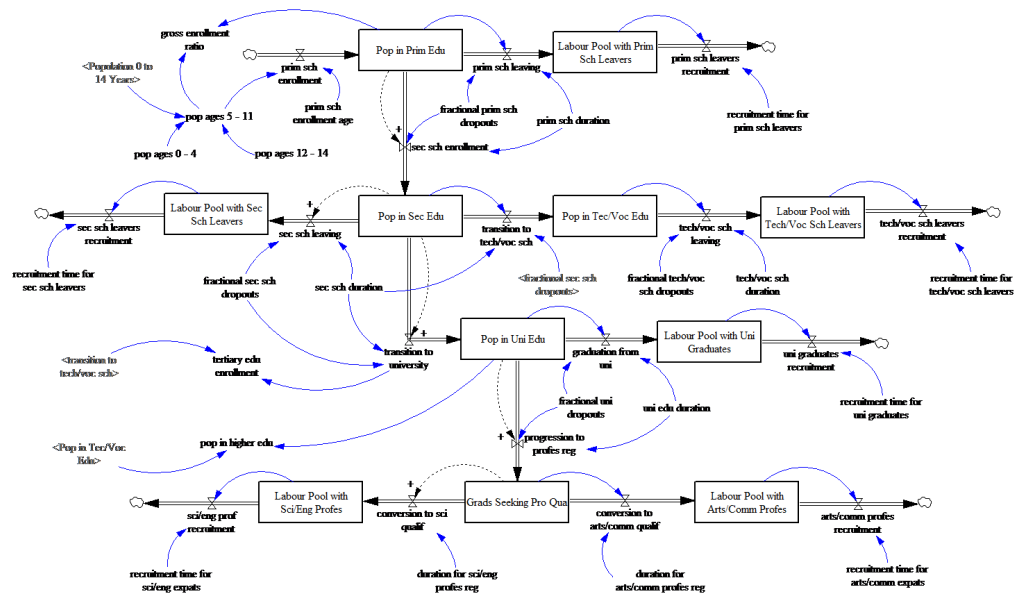 gross enrollment
ratio
Pop in Prim Edu
Labour Pool with Prim
Sch Leavers
<Population 0 to
14 Years>
prim sch
enrollment
prim sch leaving
prim sch leavers
recruitment
prim sch
enrollment age
fractional prim sch
dropouts
prim sch duration
recruitment time for
prim sch leavers
pop ages 5 - 11
+
sec sch enrollment
pop ages 0 - 4
pop ages 12 - 14
Labour Pool with Sec
Sch Leavers
+
Pop in Sec Edu
Pop in Tec/Voc Edu
Labour Pool with
Tech/Voc Sch Leavers
sec sch leavers
recruitment
sec sch leaving
transition to
tech/voc sch
tech/voc sch
leaving
tech/voc sch leavers
recruitment
recruitment time for
sec sch leavers
fractional sec sch
dropouts
sec sch duration
<fractional sec sch
dropouts>
fractional tech/voc
sch dropouts
tech/voc sch
duration
recruitment time for
tech/voc sch leavers
+
Pop in Uni Edu
Labour Pool with Uni
Graduates
<transition to
tech/voc sch>
tertiary edu
enrollment
transition to
university
graduation from
uni
uni graduates
recruitment
fractional uni
dropouts
uni edu duration
recruitment time for
uni graduates
<Pop in Tec/Voc
Edu>
pop in higher edu
+
progression to
profes reg
Labour Pool with
Sci/Eng Profes
+
Grads Seeking Pro Qua
Labour Pool with
Arts/Comm Profes
sci/eng prof
recruitment
conversion to sci
qualif
conversion to
arts/comm qualif
arts/comm profes
recruitment
recruitment time for
sci/eng expats
duration for sci/eng
profes reg
duration for
arts/comm profes reg
recruitment time for
arts/comm expats